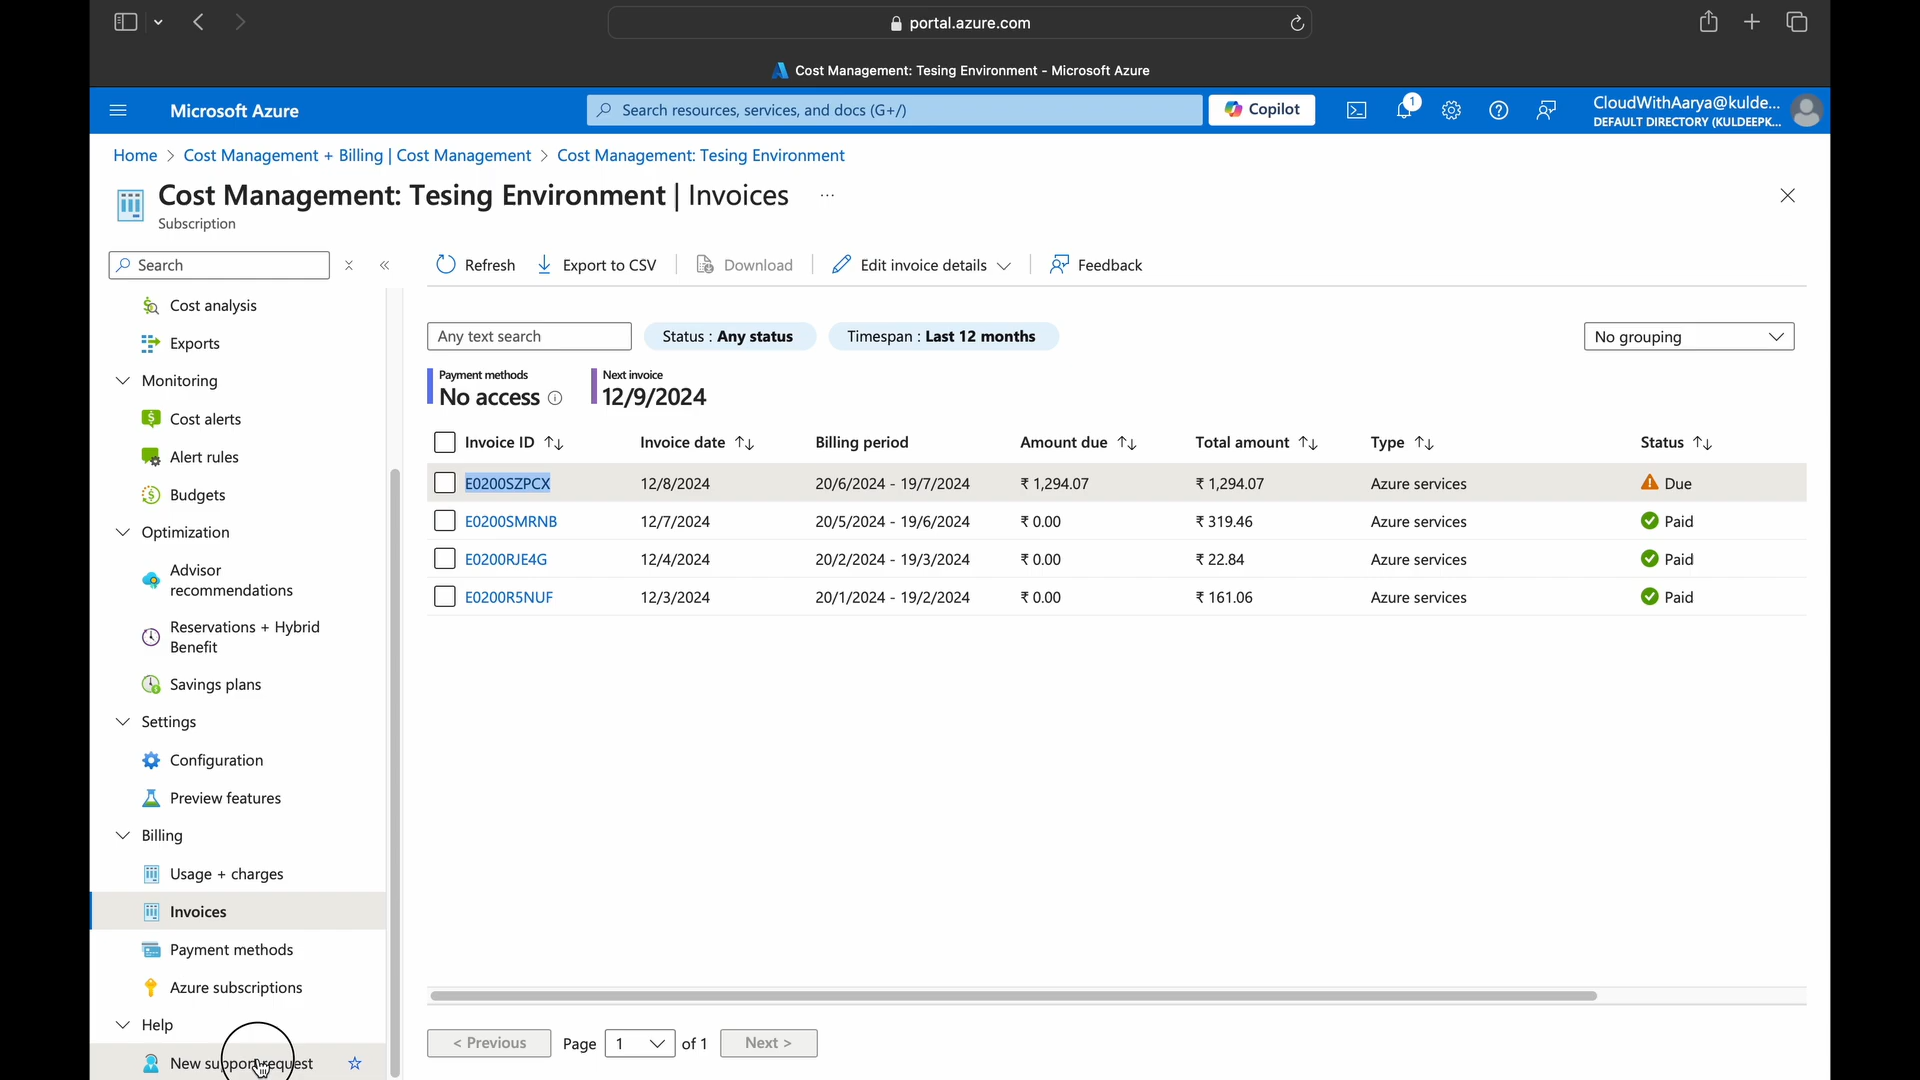 portal.azure.com
Cost Management: Tesing Environment - Microsoft Azure
Microsoft Azure
Search resources, services, and docs (G+/)
Copilot
1
CloudWithAarya@kulde...
DEFAULT DIRECTORY (KULDEEPK...
Home > Cost Management + Billing | Cost Management > Cost Management: Tesing Environment
Cost Management: Tesing Environment | Invoices ...
Subscription
Search
Refresh
Export to CSV
Download
Edit invoice details
Feedback
Cost analysis
Exports
Monitoring
Cost alerts
Alert rules
Budgets
Optimization
Advisor
recommendations
Reservations + Hybrid
Benefit
Savings plans
Settings
Configuration
Preview features
Billing
Usage + charges
Invoices
Payment methods
Azure subscriptions
Help
New support request
Any text search
Status : Any status
Timespan : Last 12 months
No grouping
Payment methods
No access
Next invoice
12/9/2024
Invoice ID Invoice date Billing period Amount due Total amount Type Status
E0200SZPCX 12/8/2024 20/6/2024 - 19/7/2024 ₹ 1,294.07 ₹ 1,294.07 Azure services Due
E0200SMRNB 12/7/2024 20/5/2024 - 19/6/2024 ₹ 0.00 ₹ 319.46 Azure services Paid
E0200RJE4G 12/4/2024 20/2/2024 - 19/3/2024 ₹ 0.00 ₹ 22.84 Azure services Paid
E0200R5NUF 12/3/2024 20/1/2024 - 19/2/2024 ₹ 0.00 ₹ 161.06 Azure services Paid
< Previous Page 1 of 1 Next >